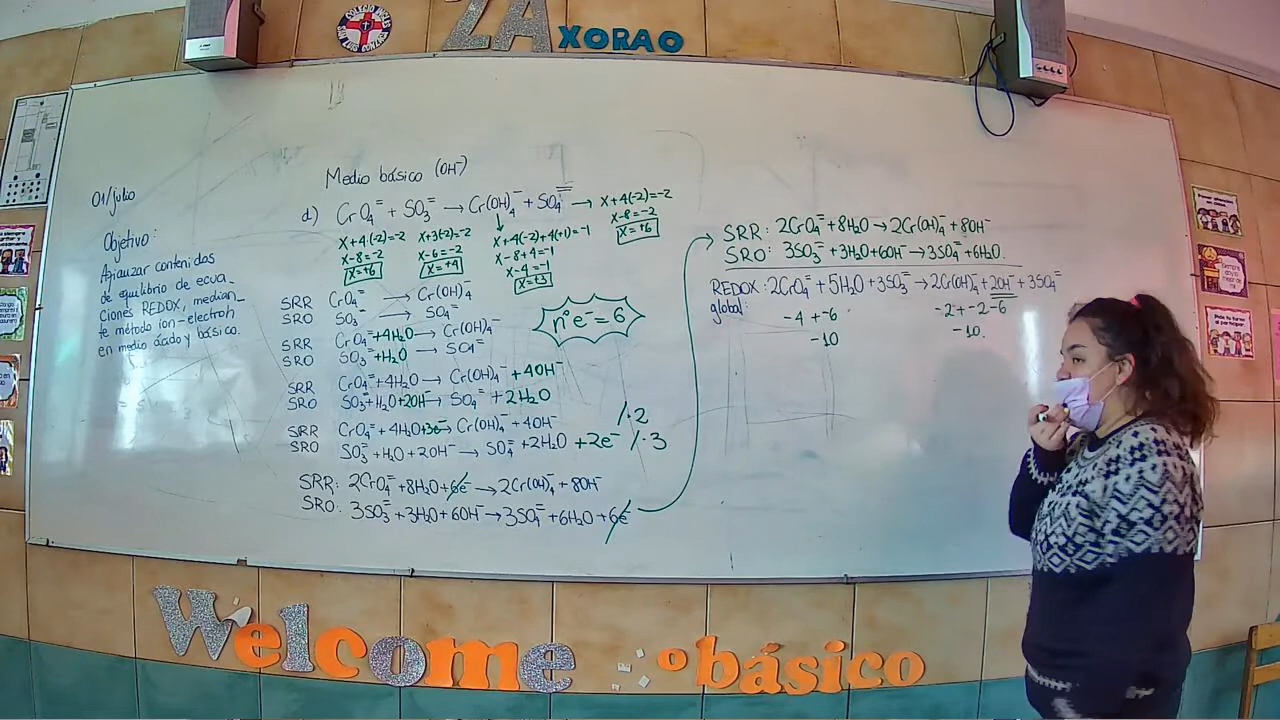 COLEGIO INGLÉS
ZA XORAO
01/julio
Objetivo:
Afianzar contenidos
de equilibrio de ecua_
ciones REDOX, median_
te método ion-electroń
en medio ácido y básico.
Medio básico (OH⁻)
d) CrO₄⁼ + SO₃⁼ → Cr(OH)₄⁻ + SO₄⁼
x+4·(-2)=-2
x-8=-2
x=+6
x+3(-2)=-2
x-6=-2
x=+4
x+4(-2)+4(+1)=-1
x-8+4=-1
x-4=-1
x=+3
→ x+4(-2)=-2
x-8=-2
x=+6
SRR CrO₄⁼ → Cr(OH)₄⁻
SRO SO₃⁼ → SO₄⁼
n°e⁻=6
SRR CrO₄⁼+4H₂O → Cr(OH)₄⁻
SRO SO₃⁼+H₂O → SO₄⁼
SRR CrO₄⁼+4H₂O → Cr(OH)₄⁻ + 4OH⁻
SRO SO₃⁼+H₂O+2OH⁻ → SO₄⁼ + 2H₂O
SRR CrO₄⁼+4H₂O+3e⁻ → Cr(OH)₄⁻ + 4OH⁻ /·2
SRO SO₃⁼+H₂O+2OH⁻ → SO₄⁼+2H₂O +2e⁻ /·3
SRR: 2CrO₄⁼+8H₂O+6e⁻ → 2Cr(OH)₄⁻+8OH⁻
SRO: 3SO₃⁼+3H₂O+6OH⁻ → 3SO₄⁼+6H₂O+6e⁻
SRR: 2CrO₄⁼+8H₂O → 2Cr(OH)₄⁻+8OH⁻
SRO: 3SO₃⁼+3H₂O+6OH⁻ → 3SO₄⁼+6H₂O.
REDOX: 2CrO₄⁼+5H₂O+3SO₃⁼ → 2Cr(OH)₄⁻+2OH⁻+3SO₄⁼
global:
-4 + -6
-10
-2+-2-6
-10.
Welcome básico